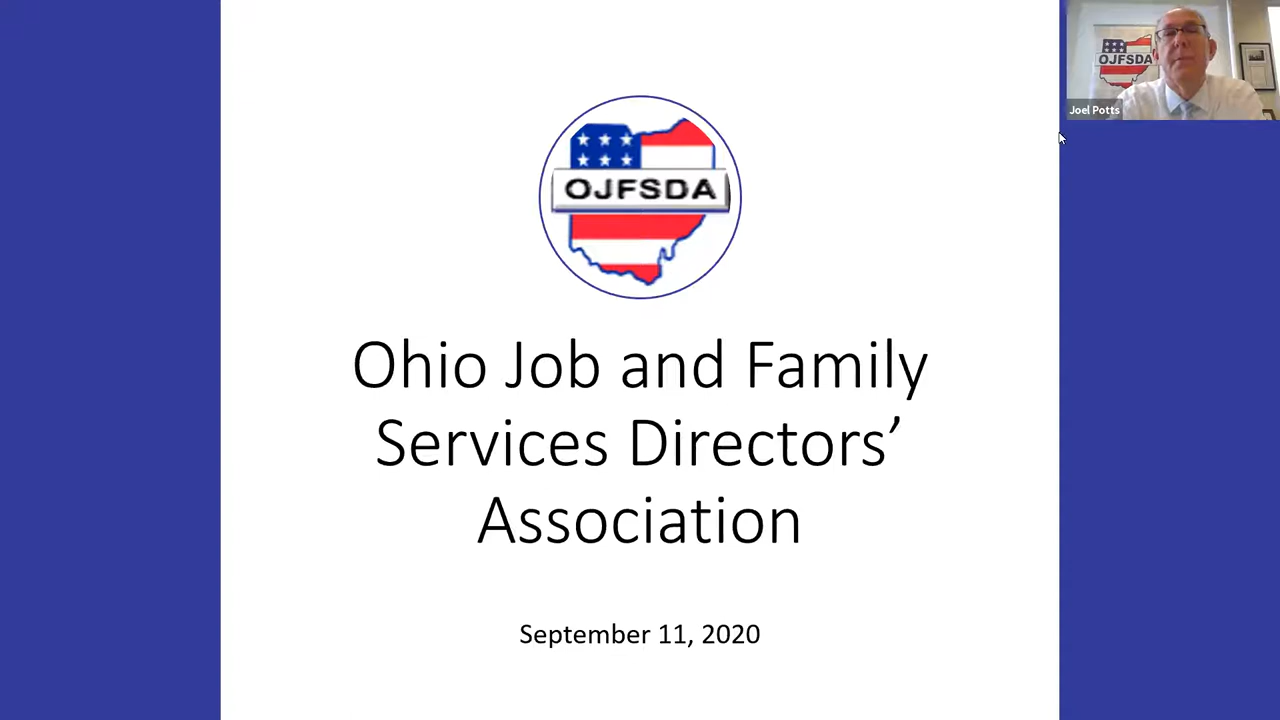 OJFSDA
Joel Potts
OJFSDA
Ohio Job and Family
Services Directors’
Association
September 11, 2020